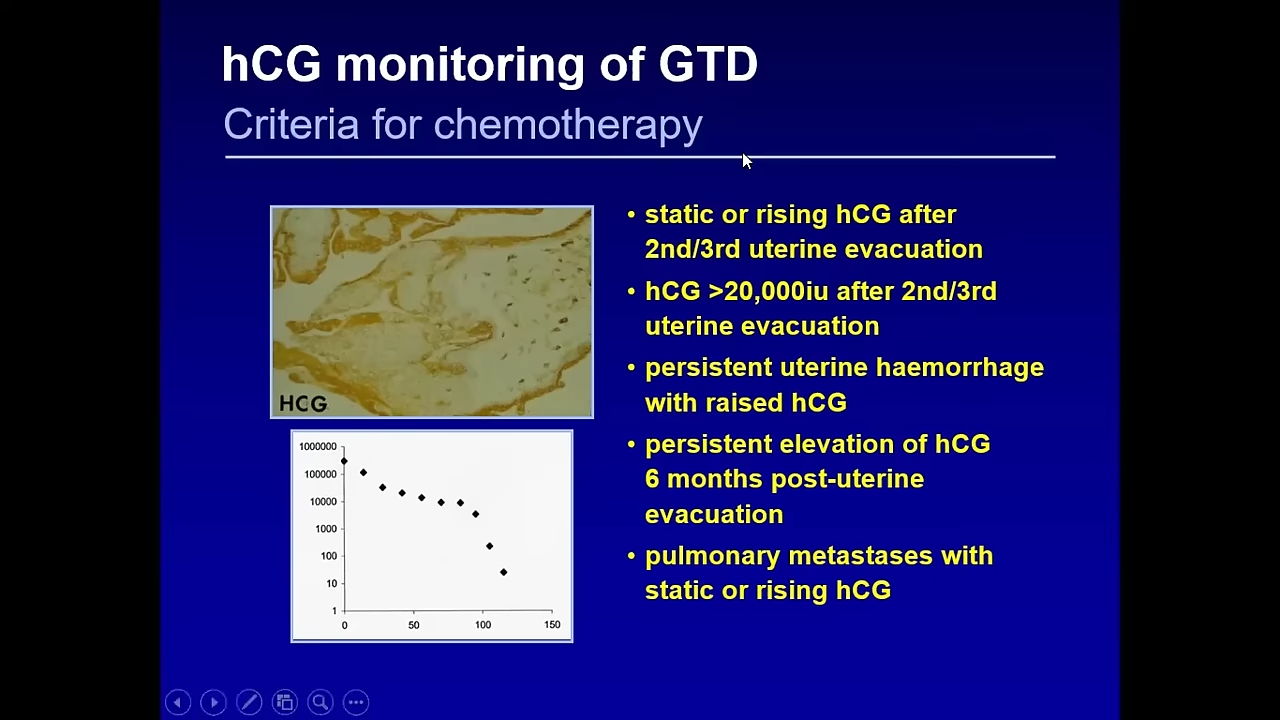 hCG monitoring of GTD
Criteria for chemotherapy
• static or rising hCG after
2nd/3rd uterine evacuation
• hCG >20,000iu after 2nd/3rd
uterine evacuation
• persistent uterine haemorrhage
with raised hCG
• persistent elevation of hCG
6 months post-uterine
evacuation
• pulmonary metastases with
static or rising hCG
HCG
1000000
100000
10000
1000
100
10
1
0 50 100 150